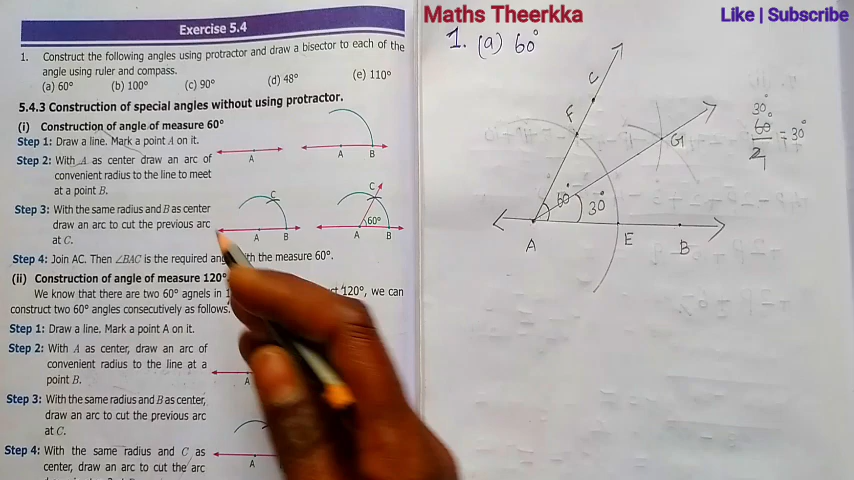 Maths Theerkka
Like | Subscribe
Exercise 5.4
1. Construct the following angles using protractor and draw a bisector to each of the
angle using ruler and compass.
(a) 60° (b) 100° (c) 90° (d) 48° (e) 110°
5.4.3 Construction of special angles without using protractor.
(i) Construction of angle of measure 60°
Step 1: Draw a line. Mark a point A on it.
Step 2: With A as center draw an arc of
convenient radius to the line to meet
at a point B.
A
A B
Step 3: With the same radius and B as center
draw an arc to cut the previous arc
at C.
C
A B
C
60°
A B
Step 4: Join AC. Then ∠BAC is the required ang with the measure 60°.
(ii) Construction of angle of measure 120°
We know that there are two 60° agnels in 1 120°, we can
construct two 60° angles consecutively as follows.
Step 1: Draw a line. Mark a point A on it.
Step 2: With A as center, draw an arc of
convenient radius to the line at a
point B.
A
Step 3: With the same radius and B as center,
draw an arc to cut the previous arc
at C.
Step 4: With the same radius and C as
center, draw an arc to cut the arc
A
1. (a) 60°
C
F
G
60° 30°
A E B
30°
60/2 = 30°
1